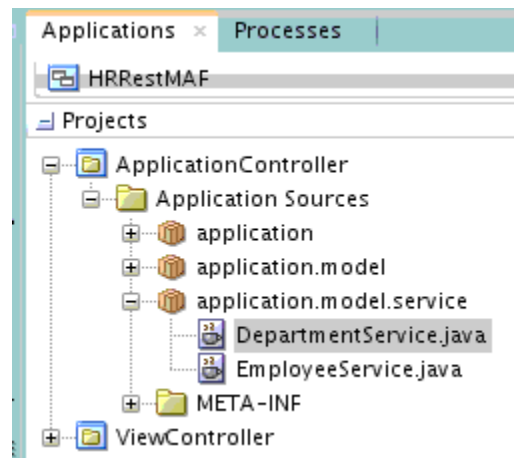 Applications × Processes
HRRestMAF
Projects
ApplicationController
Application Sources
application
application.model
application.model.service
DepartmentService.java
EmployeeService.java
META-INF
ViewController